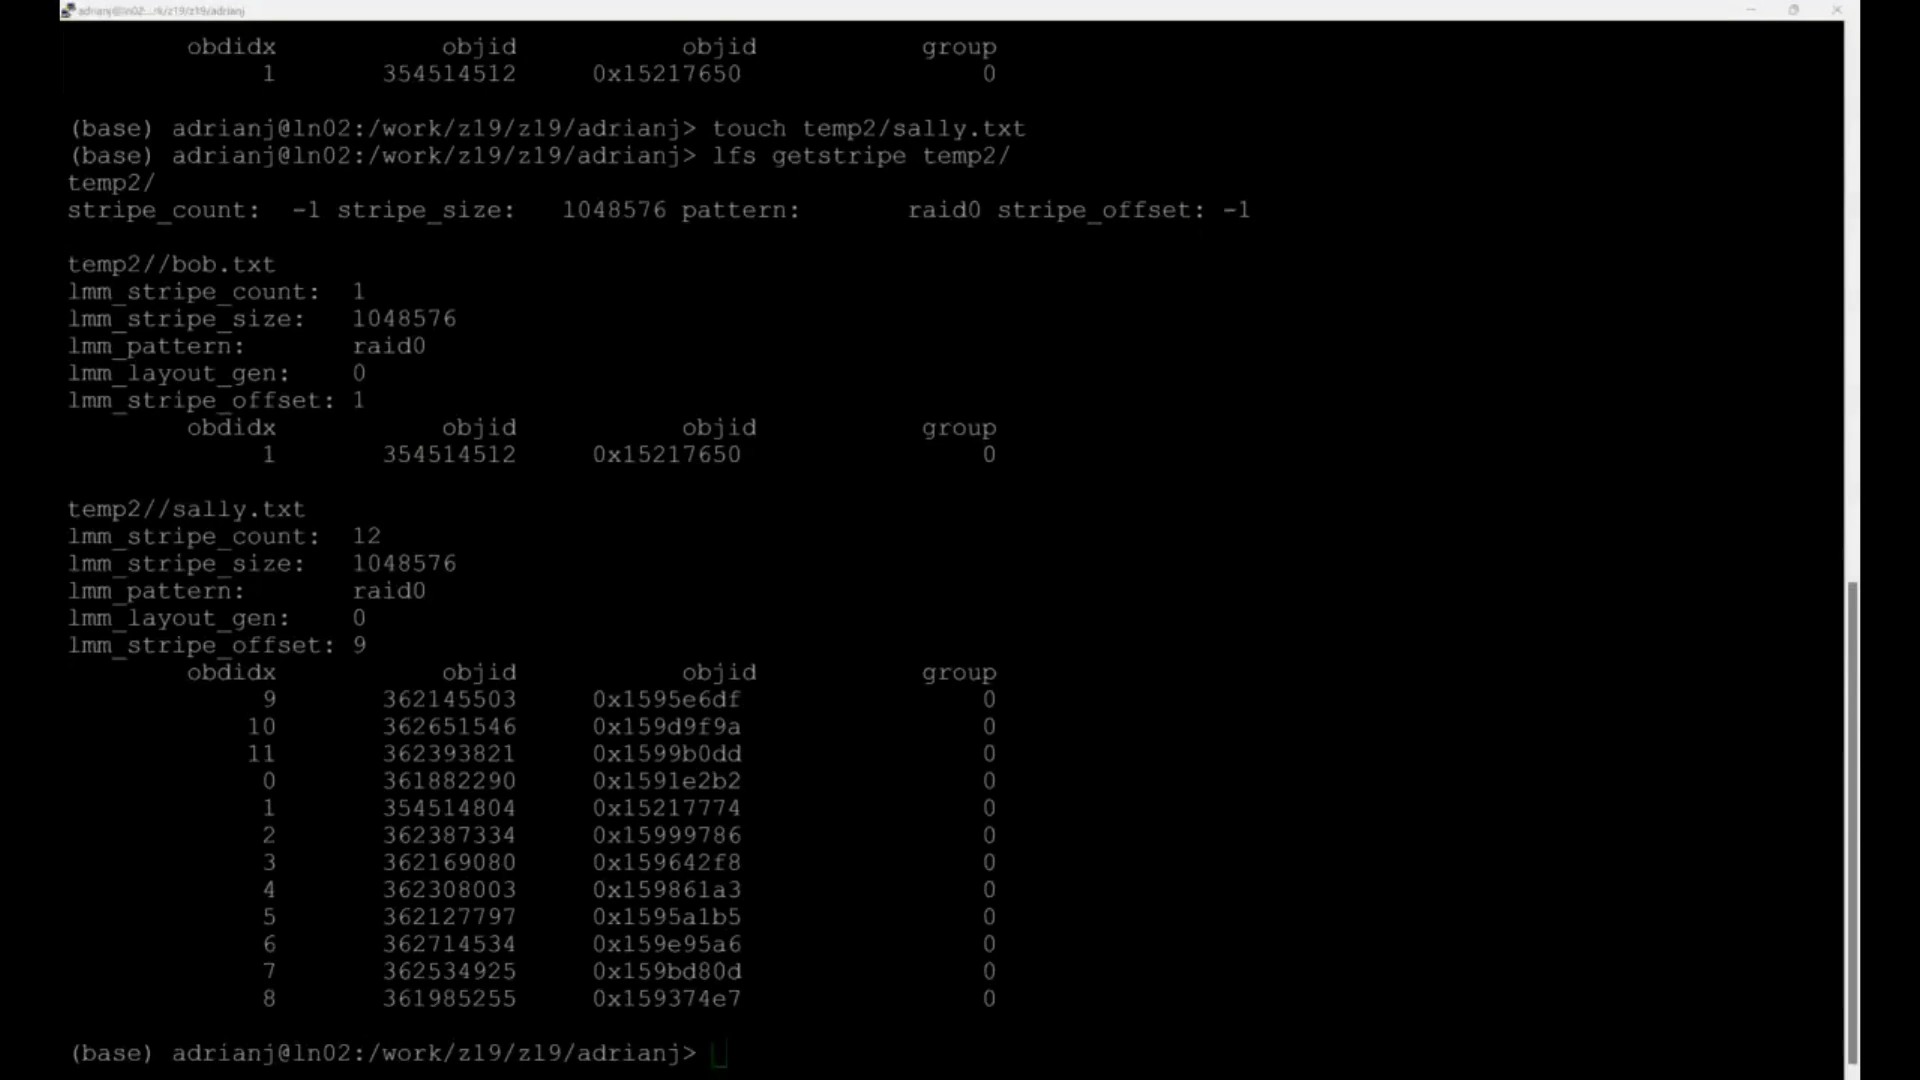 adrianj@ln02:...rk/z19/z19/adrianj
obdidx objid objid group
1 354514512 0x15217650 0
(base) adrianj@ln02:/work/z19/z19/adrianj> touch temp2/sally.txt
(base) adrianj@ln02:/work/z19/z19/adrianj> lfs getstripe temp2/
temp2/
stripe_count: -1 stripe_size: 1048576 pattern: raid0 stripe_offset: -1
temp2//bob.txt
lmm_stripe_count: 1
lmm_stripe_size: 1048576
lmm_pattern: raid0
lmm_layout_gen: 0
lmm_stripe_offset: 1
obdidx objid objid group
1 354514512 0x15217650 0
temp2//sally.txt
lmm_stripe_count: 12
lmm_stripe_size: 1048576
lmm_pattern: raid0
lmm_layout_gen: 0
lmm_stripe_offset: 9
obdidx objid objid group
9 362145503 0x1595e6df 0
10 362651546 0x159d9f9a 0
11 362393821 0x1599b0dd 0
0 361882290 0x1591e2b2 0
1 354514804 0x15217774 0
2 362387334 0x15999786 0
3 362169080 0x159642f8 0
4 362308003 0x159861a3 0
5 362127797 0x1595a1b5 0
6 362714534 0x159e95a6 0
7 362534925 0x159bd80d 0
8 361985255 0x159374e7 0
(base) adrianj@ln02:/work/z19/z19/adrianj>